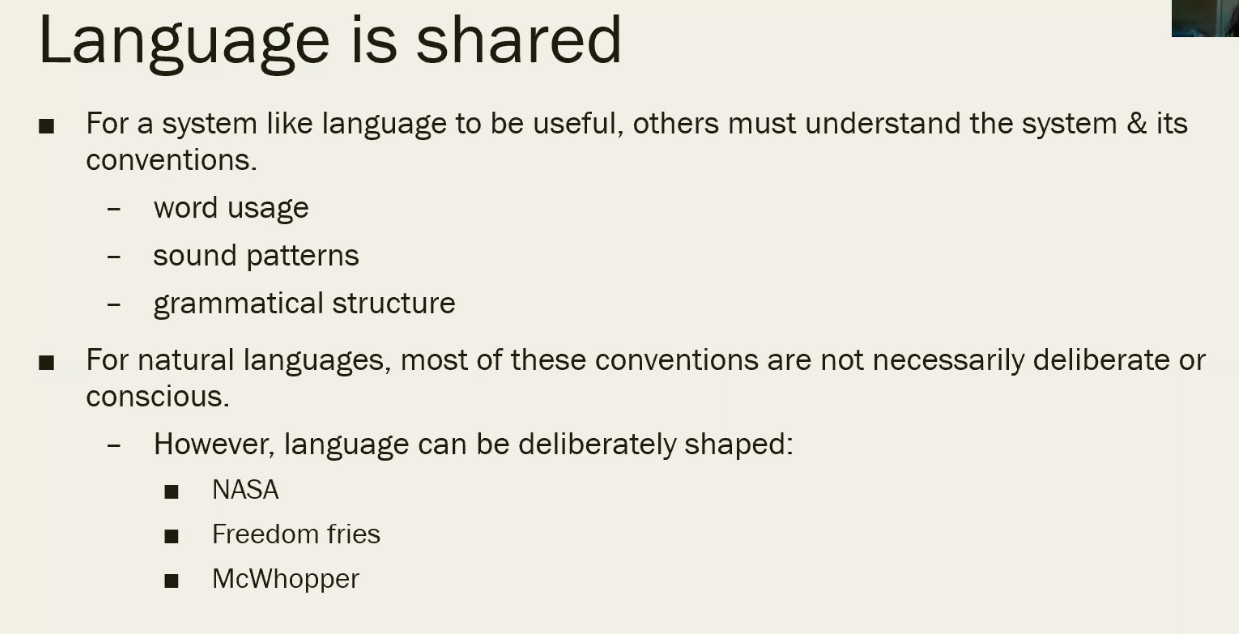 Language is shared
■ For a system like language to be useful, others must understand the system & its
conventions.
– word usage
– sound patterns
– grammatical structure
■ For natural languages, most of these conventions are not necessarily deliberate or
conscious.
– However, language can be deliberately shaped:
■ NASA
■ Freedom fries
■ McWhopper